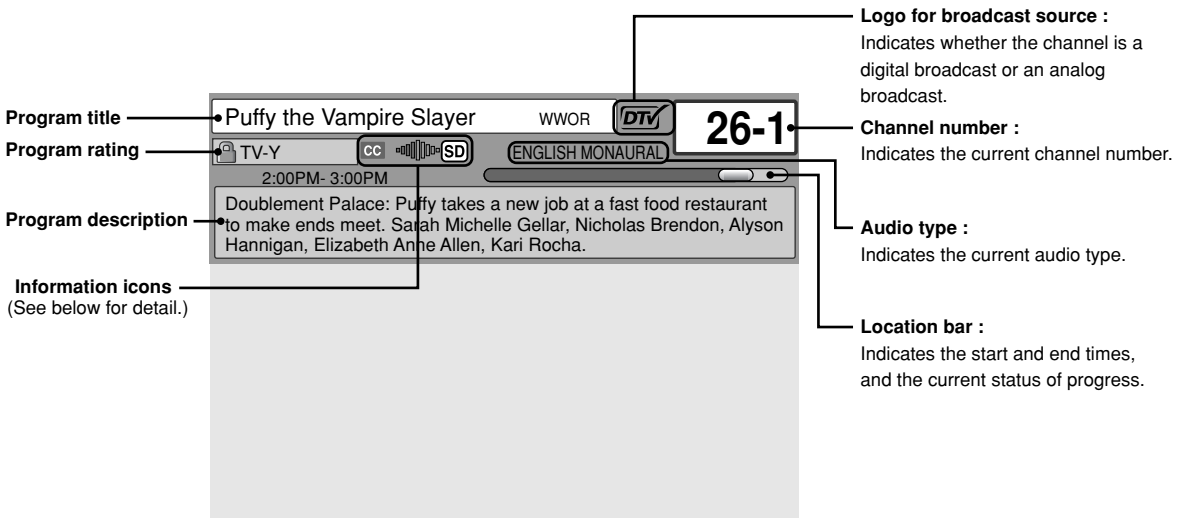 Logo for broadcast source :
Indicates whether the channel is a
digital broadcast or an analog
broadcast.
Program title
Puffy the Vampire Slayer WWOR DTV 26-1
Channel number :
Indicates the current channel number.
Program rating
TV-Y CC SD ENGLISH MONAURAL
2:00PM- 3:00PM
Program description
Doublement Palace: Puffy takes a new job at a fast food restaurant
to make ends meet. Sarah Michelle Gellar, Nicholas Brendon, Alyson
Hannigan, Elizabeth Anne Allen, Kari Rocha.
Audio type :
Indicates the current audio type.
Information icons
(See below for detail.)
Location bar :
Indicates the start and end times,
and the current status of progress.